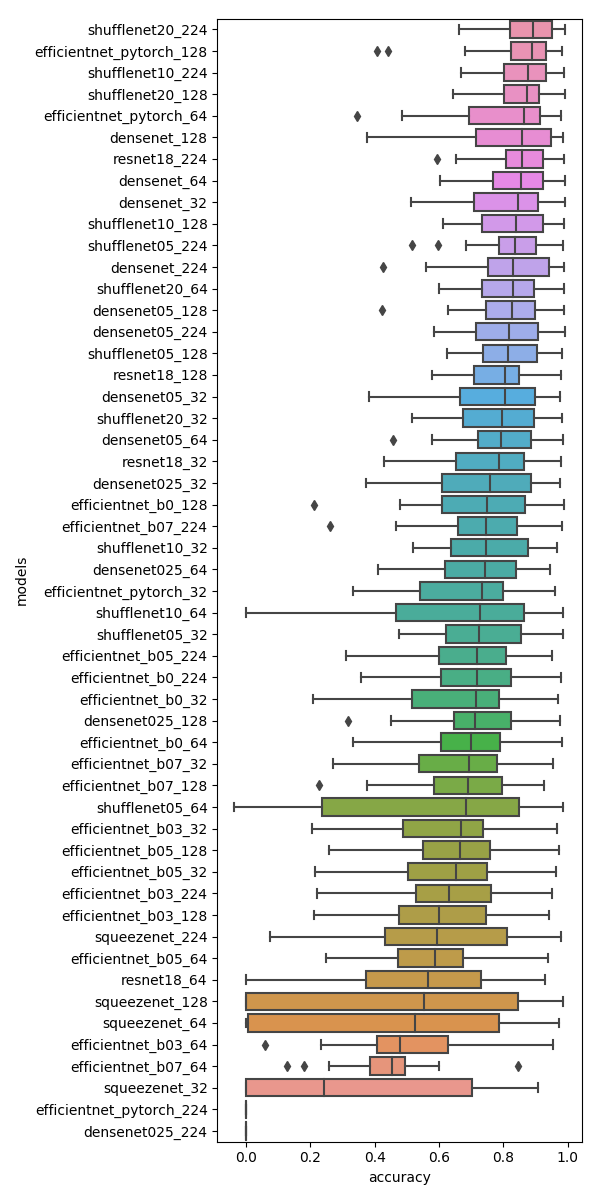 shufflenet20_224
efficientnet_pytorch_128
shufflenet10_224
shufflenet20_128
efficientnet_pytorch_64
densenet_128
resnet18_224
densenet_64
densenet_32
shufflenet10_128
shufflenet05_224
densenet_224
shufflenet20_64
densenet05_128
densenet05_224
shufflenet05_128
resnet18_128
densenet05_32
shufflenet20_32
densenet05_64
resnet18_32
densenet025_32
efficientnet_b0_128
efficientnet_b07_224
shufflenet10_32
densenet025_64
efficientnet_pytorch_32
shufflenet10_64
shufflenet05_32
efficientnet_b05_224
efficientnet_b0_224
efficientnet_b0_32
densenet025_128
efficientnet_b0_64
efficientnet_b07_32
efficientnet_b07_128
shufflenet05_64
efficientnet_b03_32
efficientnet_b05_128
efficientnet_b05_32
efficientnet_b03_224
efficientnet_b03_128
squeezenet_224
efficientnet_b05_64
resnet18_64
squeezenet_128
squeezenet_64
efficientnet_b03_64
efficientnet_b07_64
squeezenet_32
efficientnet_pytorch_224
densenet025_224
models
0.0 0.2 0.4 0.6 0.8 1.0
accuracy